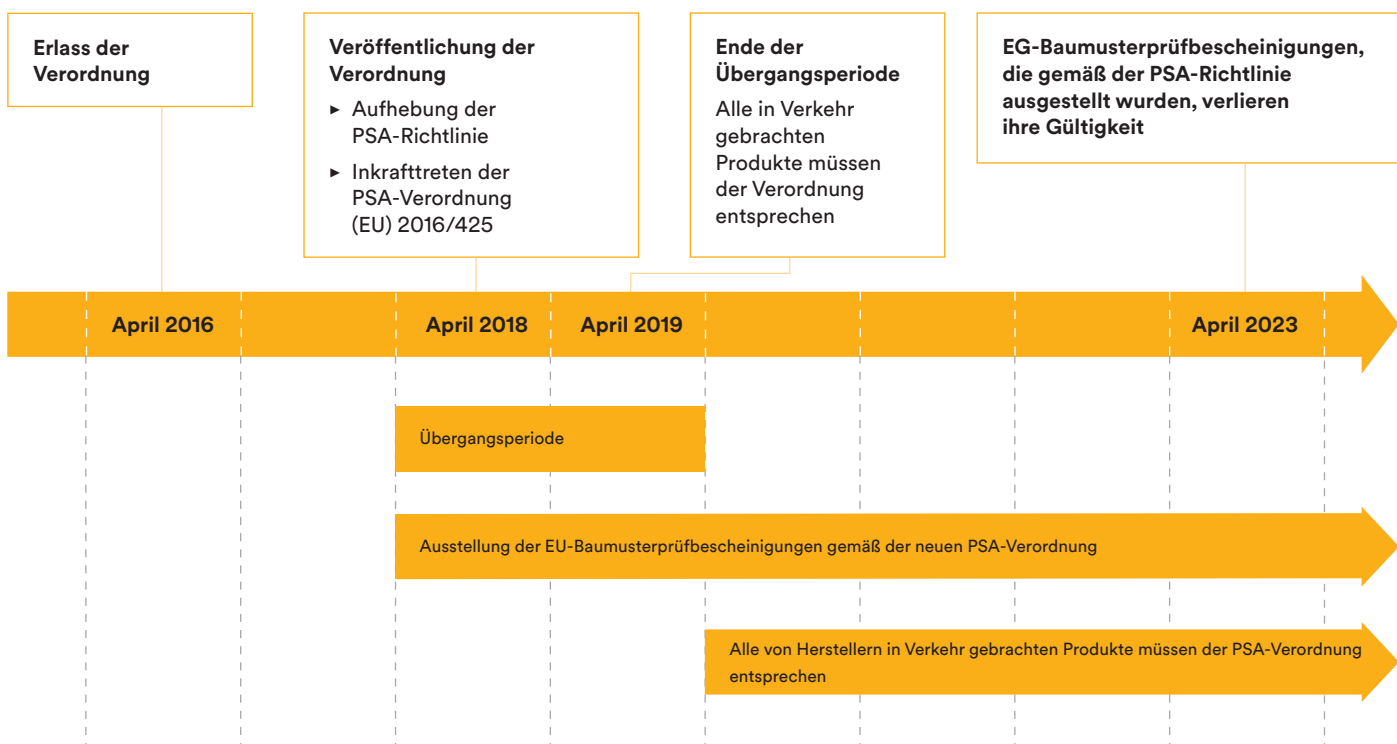 Erlass der
Verordnung
Veröffentlichung der
Verordnung
► Aufhebung der
PSA-Richtlinie
► Inkrafttreten der
PSA-Verordnung
(EU) 2016/425
Ende der
Übergangsperiode
Alle in Verkehr
gebrachten
Produkte müssen
der Verordnung
entsprechen
EG-Baumusterprüfbescheinigungen,
die gemäß der PSA-Richtlinie
ausgestellt wurden, verlieren
ihre Gültigkeit
April 2016
April 2018
April 2019
April 2023
Übergangsperiode
Ausstellung der EU-Baumusterprüfbescheinigungen gemäß der neuen PSA-Verordnung
Alle von Herstellern in Verkehr gebrachten Produkte müssen der PSA-Verordnung
entsprechen